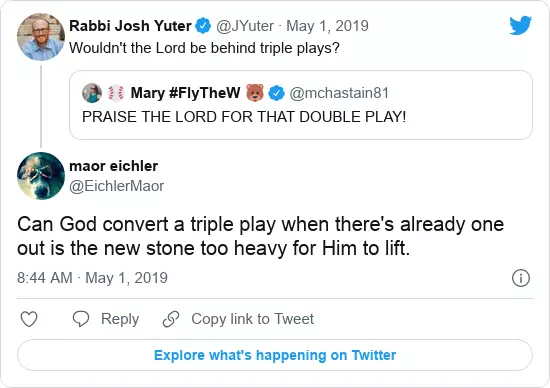 Rabbi Josh Yuter @JYuter · May 1, 2019
Wouldn't the Lord be behind triple plays?
⚾ Mary #FlyTheW 🐻 @mchastain81
PRAISE THE LORD FOR THAT DOUBLE PLAY!
maor eichler
@EichlerMaor
Can God convert a triple play when there's already one
out is the new stone too heavy for Him to lift.
8:44 AM · May 1, 2019
Reply Copy link to Tweet
Explore what's happening on Twitter